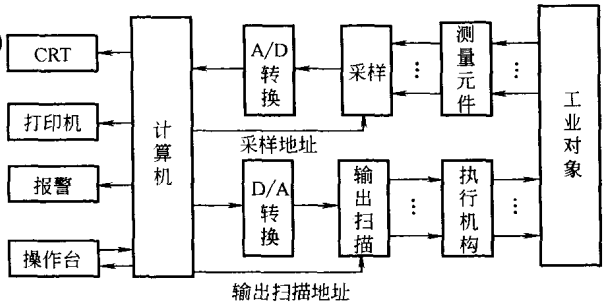 CRT
打印机
报警
操作台
计算机
A/D
转换
采样
测量元件
工业对象
采样地址
D/A
转换
输出扫描
执行机构
输出扫描地址